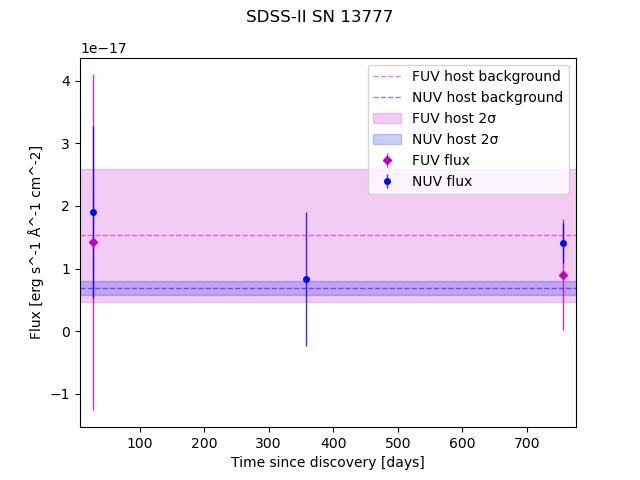 SDSS-II SN 13777
1e−17
FUV host background
NUV host background
FUV host 2σ
NUV host 2σ
FUV flux
NUV flux
4
3
2
1
0
−1
Flux [erg s^-1 Å^-1 cm^-2]
100 200 300 400 500 600 700
Time since discovery [days]